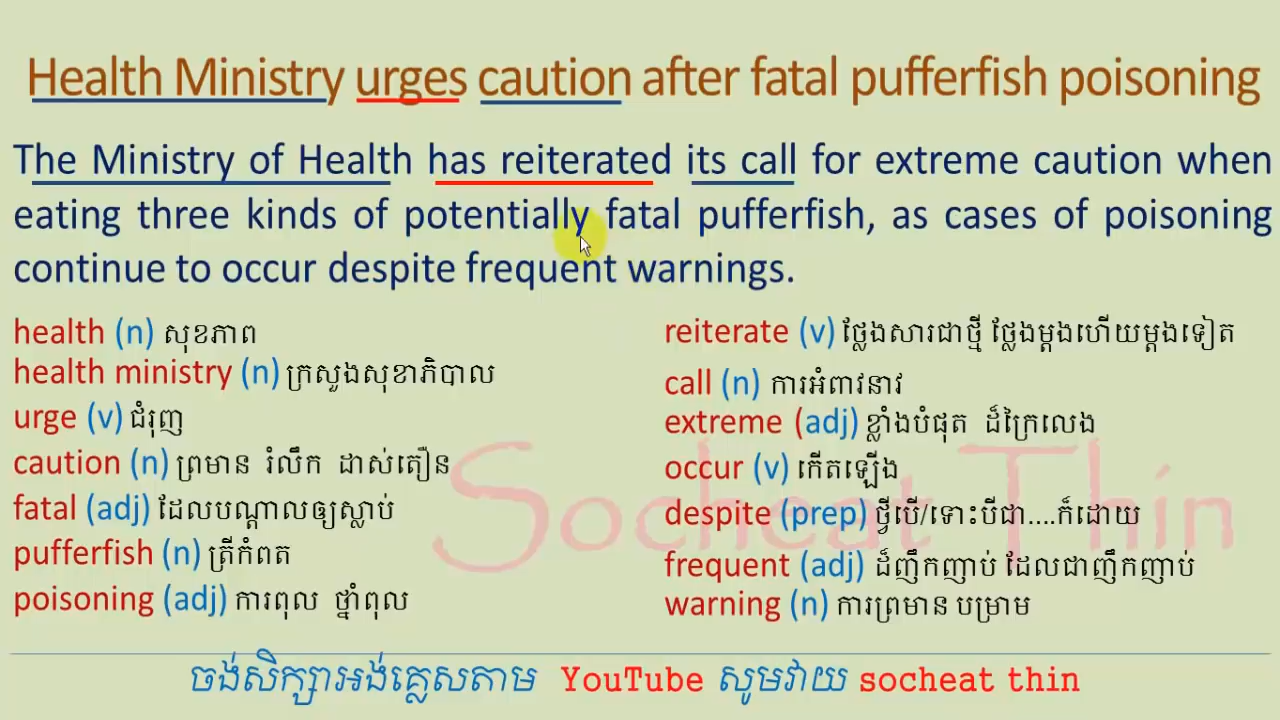 Health Ministry urges caution after fatal pufferfish poisoning
The Ministry of Health has reiterated its call for extreme caution when
eating three kinds of potentially fatal pufferfish, as cases of poisoning
continue to occur despite frequent warnings.
health (n) សុខភាព
health ministry (n) ក្រសួងសុខាភិបាល
urge (v) ជំរុញ
caution (n) ព្រមាន រំលឹក ដាស់តឿន
fatal (adj) ដែលបណ្តាលឲ្យស្លាប់
pufferfish (n) ត្រីកំពត
poisoning (adj) ការពុល ថ្នាំពុល
reiterate (v) ថ្លែងសារជាថ្មី ថ្លែងម្តងហើយម្តងទៀត
call (n) ការអំពាវនាវ
extreme (adj) ខ្លាំងបំផុត ដ៏ក្រៃលេង
occur (v) កើតឡើង
despite (prep) ថ្វីបើ/ទោះបីជា....ក៏ដោយ
frequent (adj) ដ៏ញឹកញាប់ ដែលជាញឹកញាប់
warning (n) ការព្រមាន បម្រាម
Socheat Thin
ចង់សិក្សាអង់គ្លេសតាម YouTube សូមវាយ socheat thin